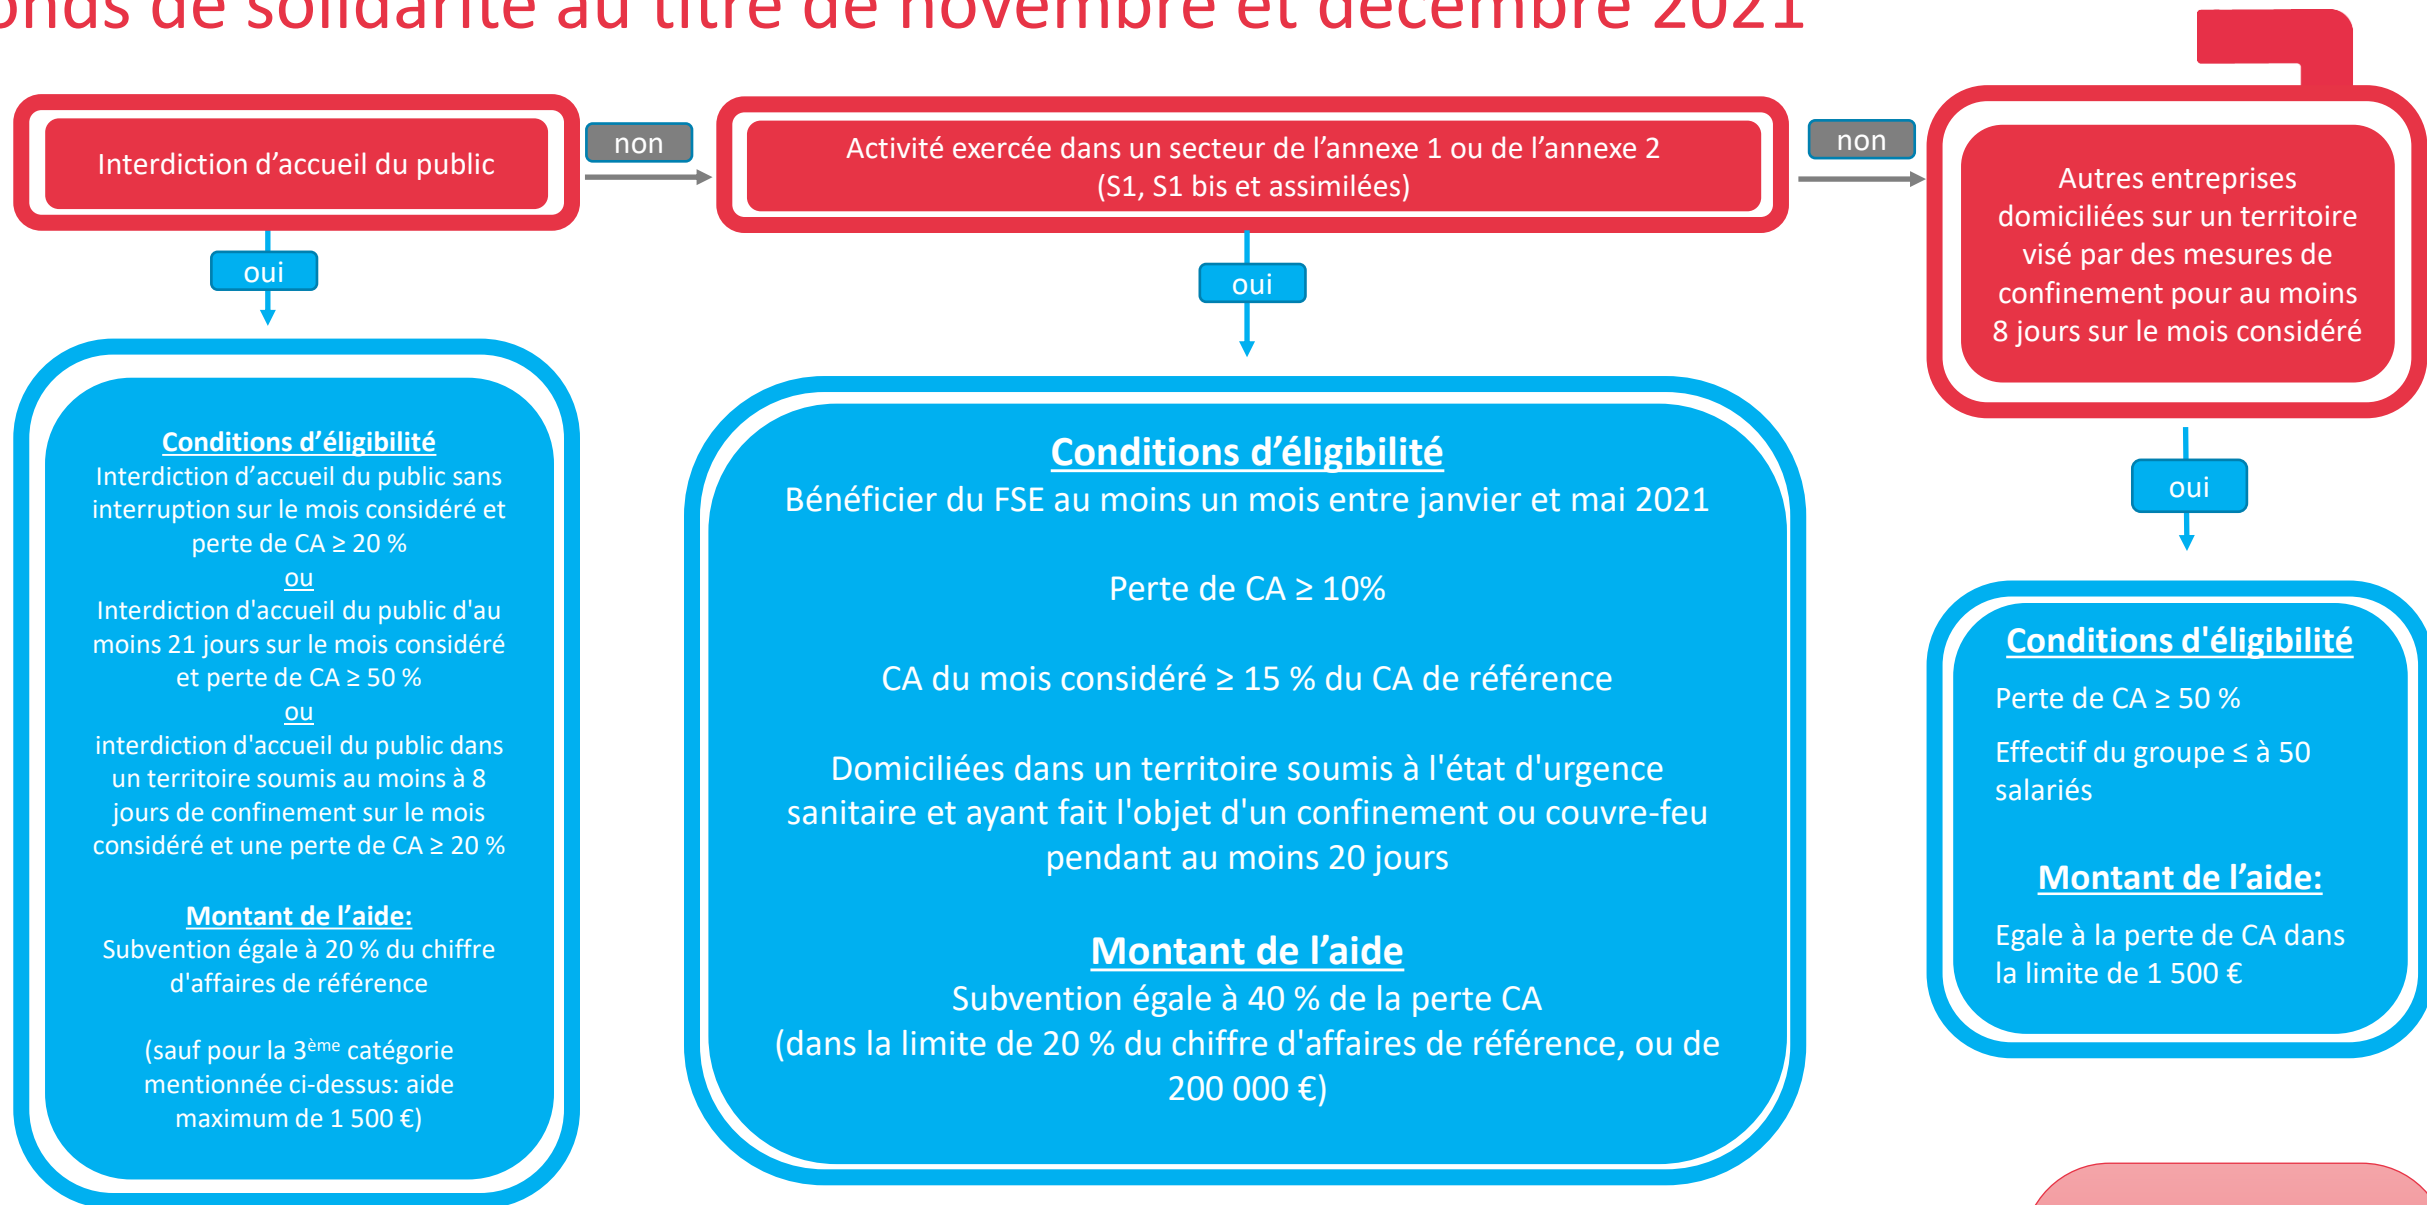 onds de solidarité au titre de novembre et décembre 2021
Interdiction d’accueil du public
non
Activité exercée dans un secteur de l’annexe 1 ou de l’annexe 2
(S1, S1 bis et assimilées)
non
Autres entreprises
domiciliées sur un territoire
visé par des mesures de
confinement pour au moins
8 jours sur le mois considéré
oui
oui
oui
Conditions d’éligibilité
Interdiction d’accueil du public sans
interruption sur le mois considéré et
perte de CA ≥ 20 %
ou
Interdiction d'accueil du public d'au
moins 21 jours sur le mois considéré
et perte de CA ≥ 50 %
ou
interdiction d'accueil du public dans
un territoire soumis au moins à 8
jours de confinement sur le mois
considéré et une perte de CA ≥ 20 %
Montant de l’aide:
Subvention égale à 20 % du chiffre
d'affaires de référence
(sauf pour la 3ème catégorie
mentionnée ci-dessus: aide
maximum de 1 500 €)
Conditions d’éligibilité
Bénéficier du FSE au moins un mois entre janvier et mai 2021
Perte de CA ≥ 10%
CA du mois considéré ≥ 15 % du CA de référence
Domiciliées dans un territoire soumis à l'état d'urgence
sanitaire et ayant fait l'objet d'un confinement ou couvre-feu
pendant au moins 20 jours
Montant de l’aide
Subvention égale à 40 % de la perte CA
(dans la limite de 20 % du chiffre d'affaires de référence, ou de
200 000 €)
Conditions d'éligibilité
Perte de CA ≥ 50 %
Effectif du groupe ≤ à 50
salariés
Montant de l’aide:
Egale à la perte de CA dans
la limite de 1 500 €